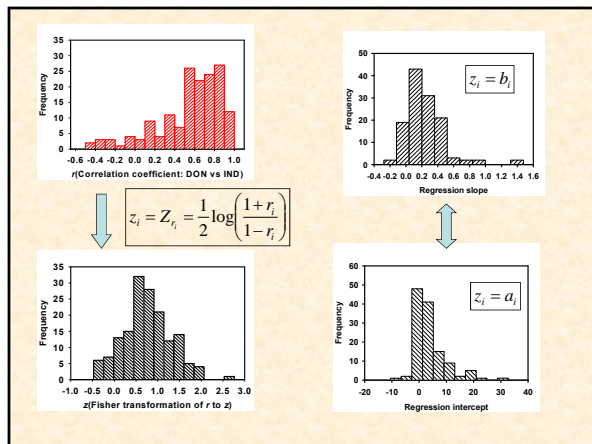 35
30
25
20
15
10
5
0
Frequency
-0.6 -0.4 -0.2 0.0 0.2 0.4 0.6 0.8 1.0
r(Correlation coefficient: DON vs IND)
50
40
30
20
10
0
Frequency
z_i = b_i
-0.4 -0.2 0.0 0.2 0.4 0.6 0.8 1.0 1.2 1.4 1.6
Regression slope
z_i = Z_{r_i} = \frac{1}{2} \log\left(\frac{1+r_i}{1-r_i}\right)
35
30
25
20
15
10
5
0
Frequency
-1.0 -0.5 0.0 0.5 1.0 1.5 2.0 2.5 3.0
z(Fisher transformation of r to z)
60
50
40
30
20
10
0
Frequency
z_i = a_i
-20 -10 0 10 20 30 40
Regression intercept